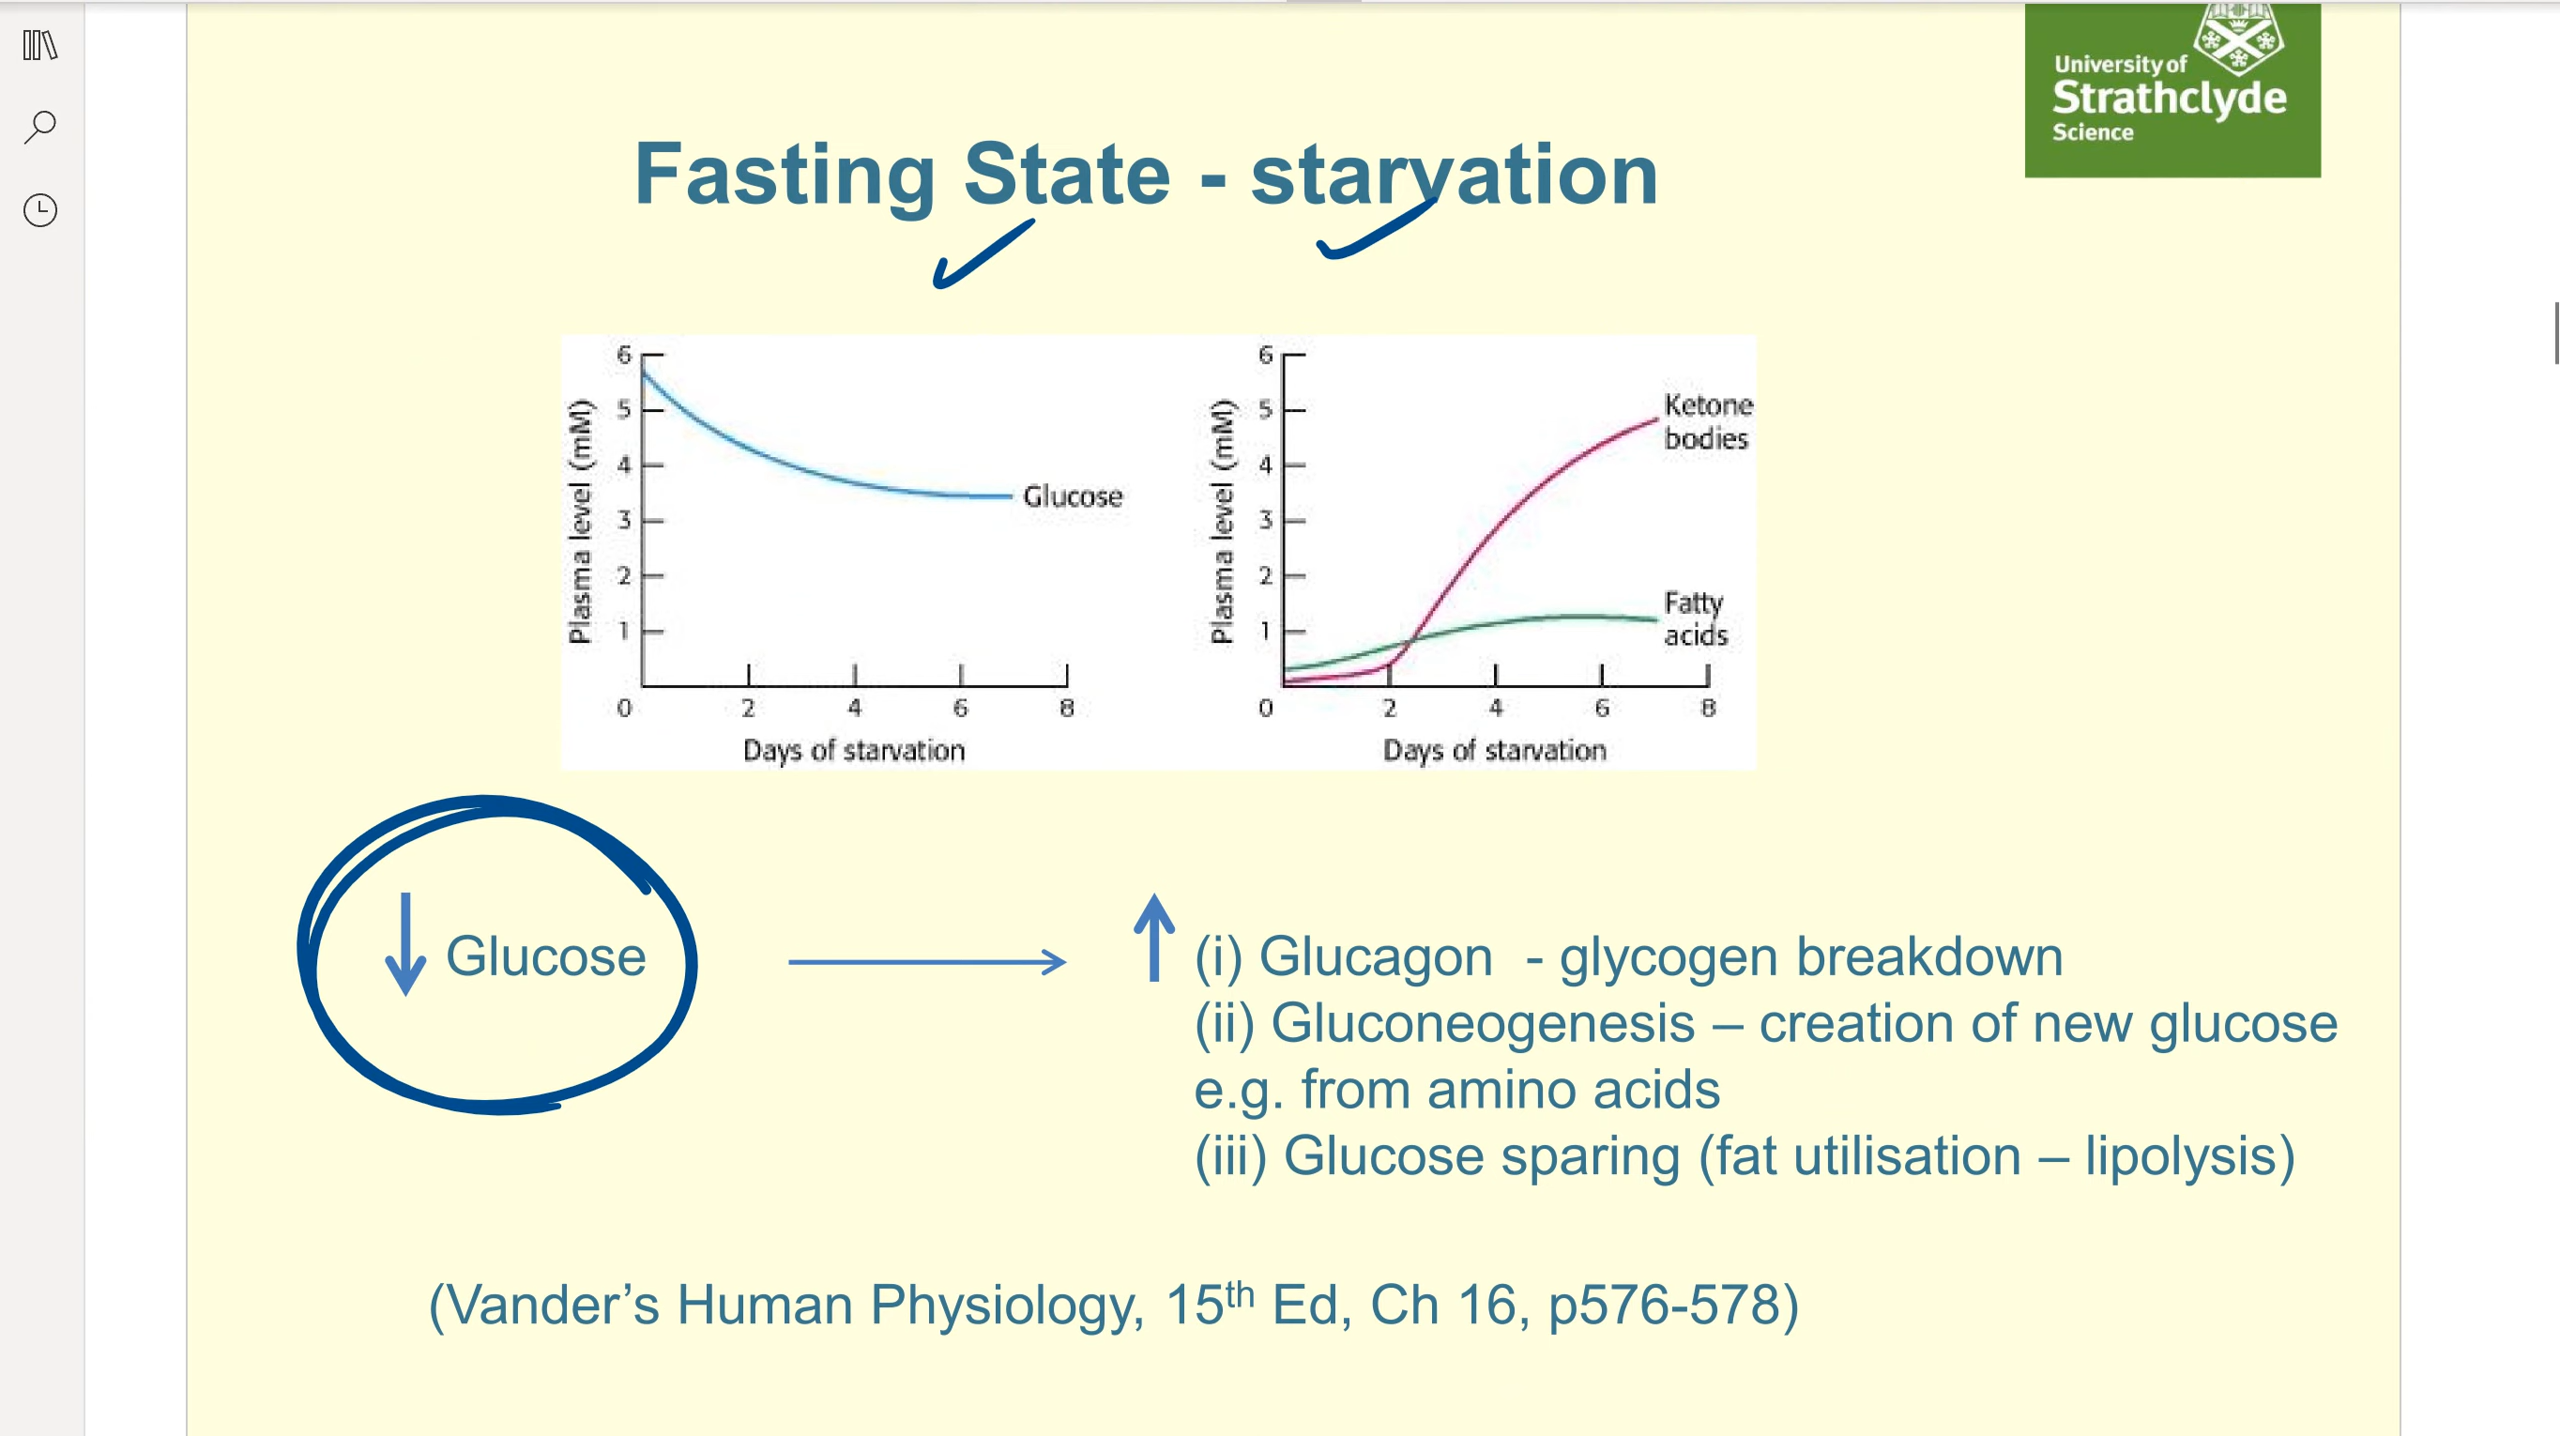 University of
Strathclyde
Science
Fasting State - starvation
6
5
4
3
2
1
0
2
4
6
8
Plasma level (mM)
Glucose
Days of starvation
6
5
4
3
2
1
0
2
4
6
8
Plasma level (mM)
Ketone
bodies
Fatty
acids
Days of starvation
↓ Glucose → ↑ (i) Glucagon - glycogen breakdown
(ii) Gluconeogenesis – creation of new glucose
e.g. from amino acids
(iii) Glucose sparing (fat utilisation – lipolysis)
(Vander’s Human Physiology, 15th Ed, Ch 16, p576-578)